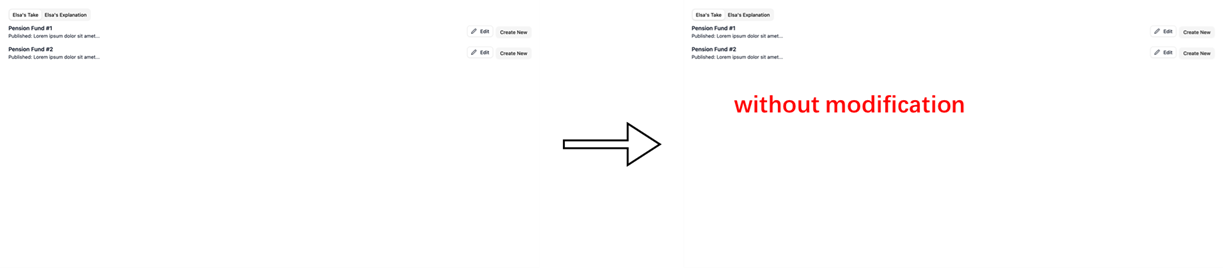 Elsa's Take Elsa's Explanation
Pension Fund #1
Published: Lorem ipsum dolor sit amet...
Edit Create New
Pension Fund #2
Published: Lorem ipsum dolor sit amet...
Edit Create New
Elsa's Take Elsa's Explanation
Pension Fund #1
Published: Lorem ipsum dolor sit amet...
Edit Create New
Pension Fund #2
Published: Lorem ipsum dolor sit amet...
Edit Create New
without modification